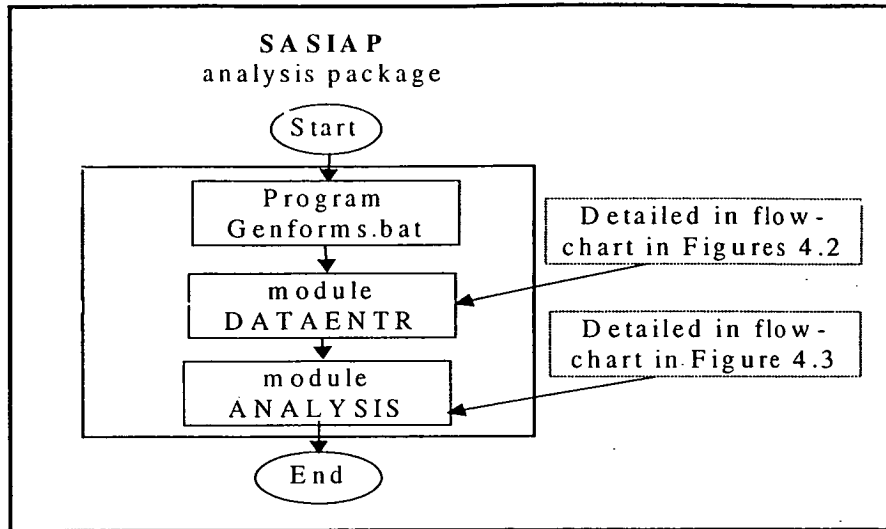 SASIAP
analysis package
Start
Program
Genforms.bat
module
DATAENTR
module
ANALYSIS
End
Detailed in flow-
chart in Figures 4.2
Detailed in flow-
chart in Figure 4.3